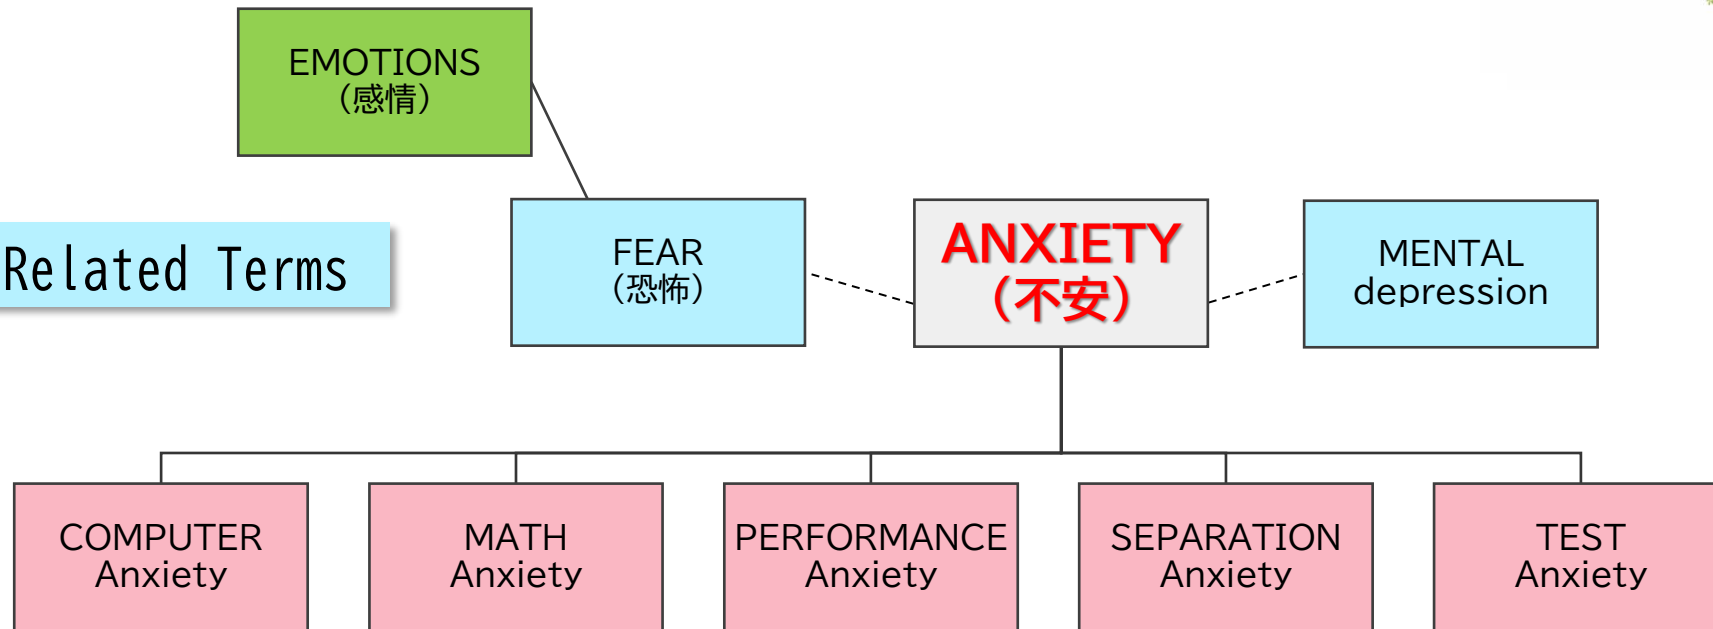 EMOTIONS
（感情）
Related Terms
FEAR
（恐怖）
ANXIETY
（不安）
MENTAL
depression
COMPUTER
Anxiety
MATH
Anxiety
PERFORMANCE
Anxiety
SEPARATION
Anxiety
TEST
Anxiety